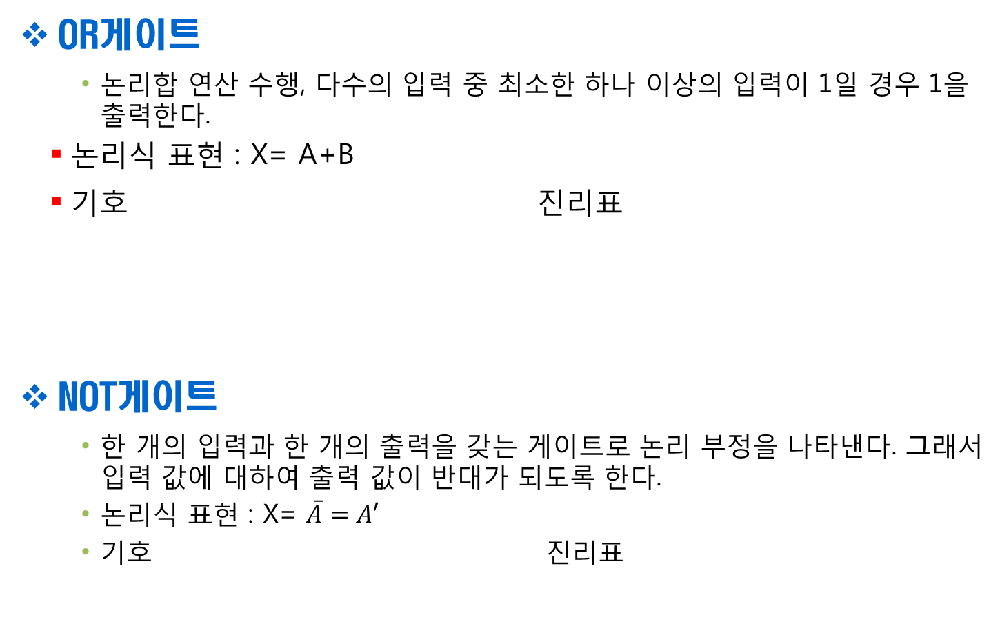 ❖ OR게이트
• 논리합 연산 수행, 다수의 입력 중 최소한 하나 이상의 입력이 1일 경우 1을
출력한다.
▪ 논리식 표현 : X= A+B
▪ 기호 진리표
❖ NOT게이트
• 한 개의 입력과 한 개의 출력을 갖는 게이트로 논리 부정을 나타낸다. 그래서
입력 값에 대하여 출력 값이 반대가 되도록 한다.
• 논리식 표현 : X= Ā = A′
• 기호 진리표